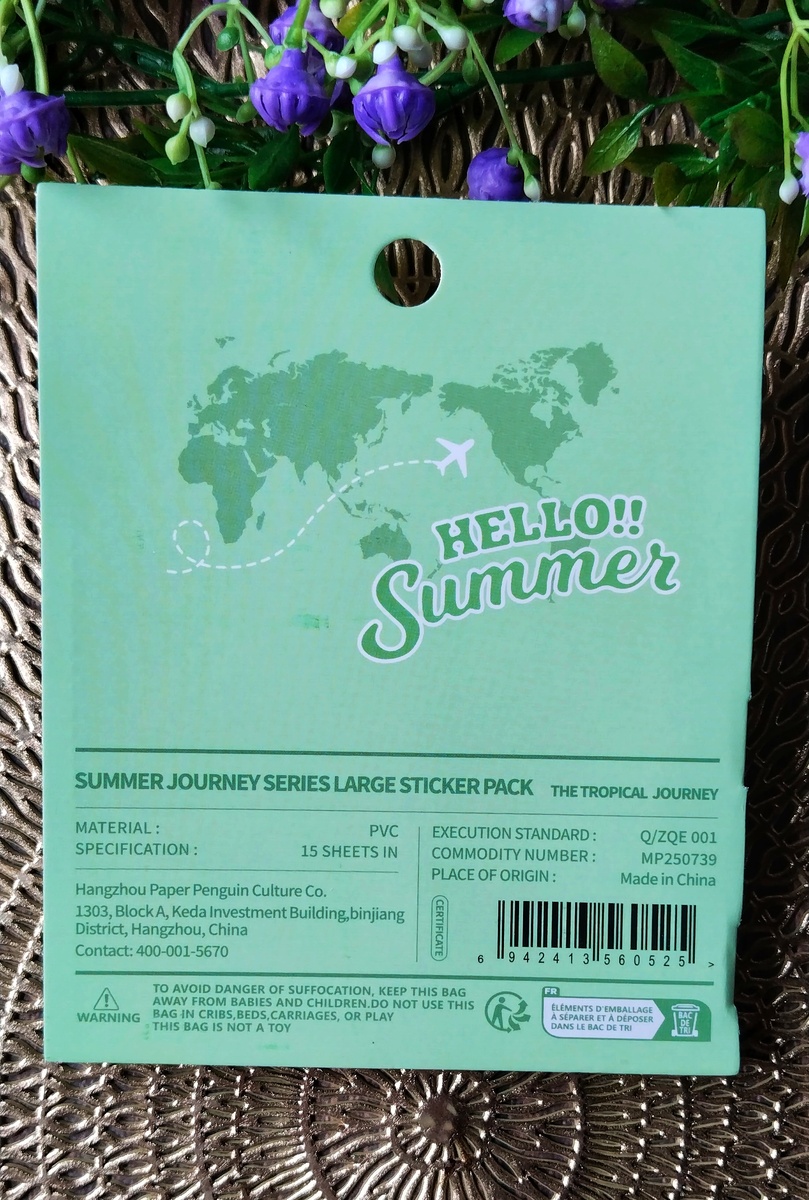 HELLO!!
Summer
SUMMER JOURNEY SERIES LARGE STICKER PACK THE TROPICAL JOURNEY
MATERIAL : PVC
SPECIFICATION : 15 SHEETS IN
Hangzhou Paper Penguin Culture Co.
1303, Block A, Keda Investment Building,binjiang
District, Hangzhou, China
Contact: 400-001-5670
EXECUTION STANDARD : Q/ZQE 001
COMMODITY NUMBER : MP250739
PLACE OF ORIGIN : Made in China
CERTIFICATE
6 942413 560525 >
WARNING
TO AVOID DANGER OF SUFFOCATION, KEEP THIS BAG
AWAY FROM BABIES AND CHILDREN.DO NOT USE THIS
BAG IN CRIBS,BEDS,CARRIAGES, OR PLAY
THIS BAG IS NOT A TOY
FR
ÉLÉMENTS D'EMBALLAGE
À SÉPARER ET À DÉPOSER
DANS LE BAC DE TRI
BAC
DE
TRI